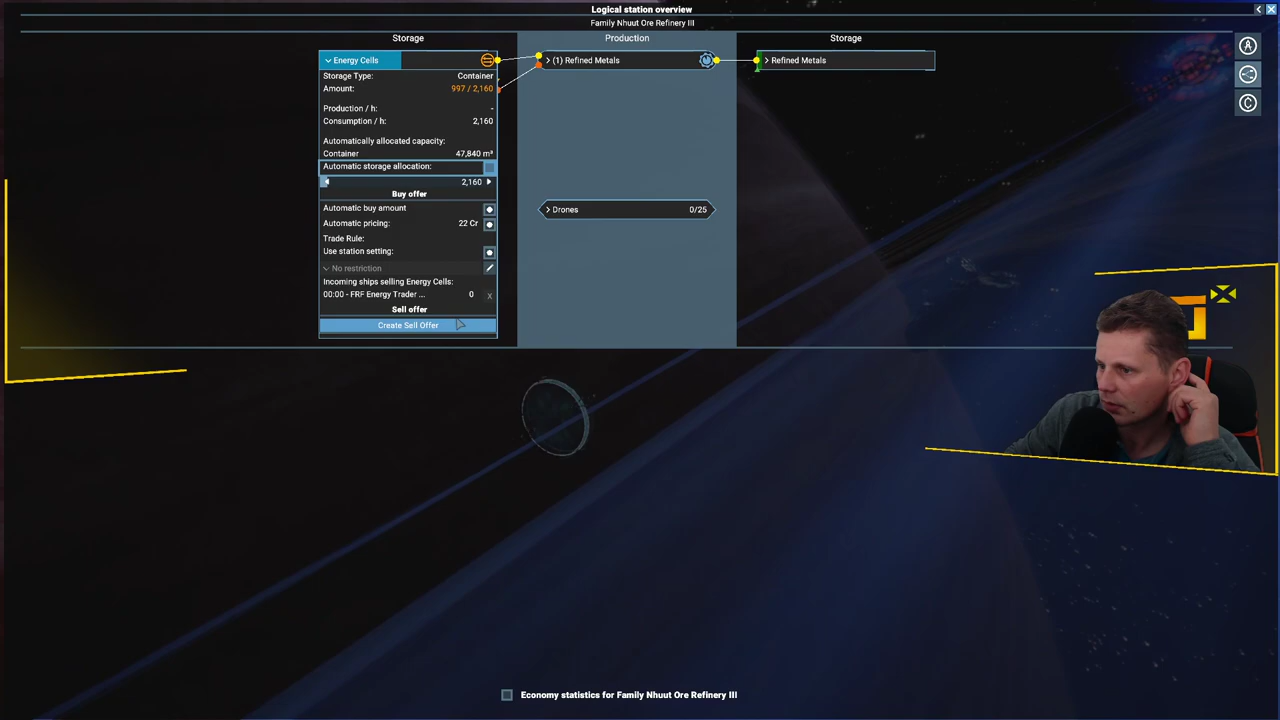 Logical station overview
Family Nhuut Ore Refinery III
Storage
Production
Storage
Energy Cells
(1) Refined Metals
Refined Metals
Storage Type: Container
Amount: 997 / 2,160
Production / h: -
Consumption / h: 2,160
Automatically allocated capacity:
Container 47,840 m³
Automatic storage allocation:
2,160
Buy offer
Automatic buy amount
Automatic pricing: 22 Cr
Trade Rule:
Use station setting:
No restriction
Incoming ships selling Energy Cells:
00:00 - FRF Energy Trader ... 0 x
Sell offer
Create Sell Offer
Drones 0/25
Economy statistics for Family Nhuut Ore Refinery III